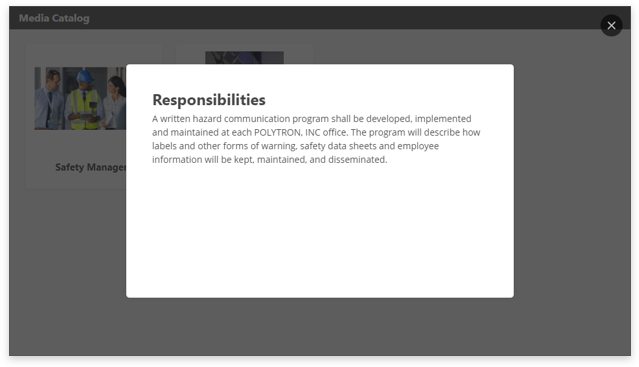 Media Catalog
Responsibilities
A written hazard communication program shall be developed, implemented
and maintained at each POLYTRON, INC office. The program will describe how
labels and other forms of warning, safety data sheets and employee
information will be kept, maintained, and disseminated.
Safety Manager